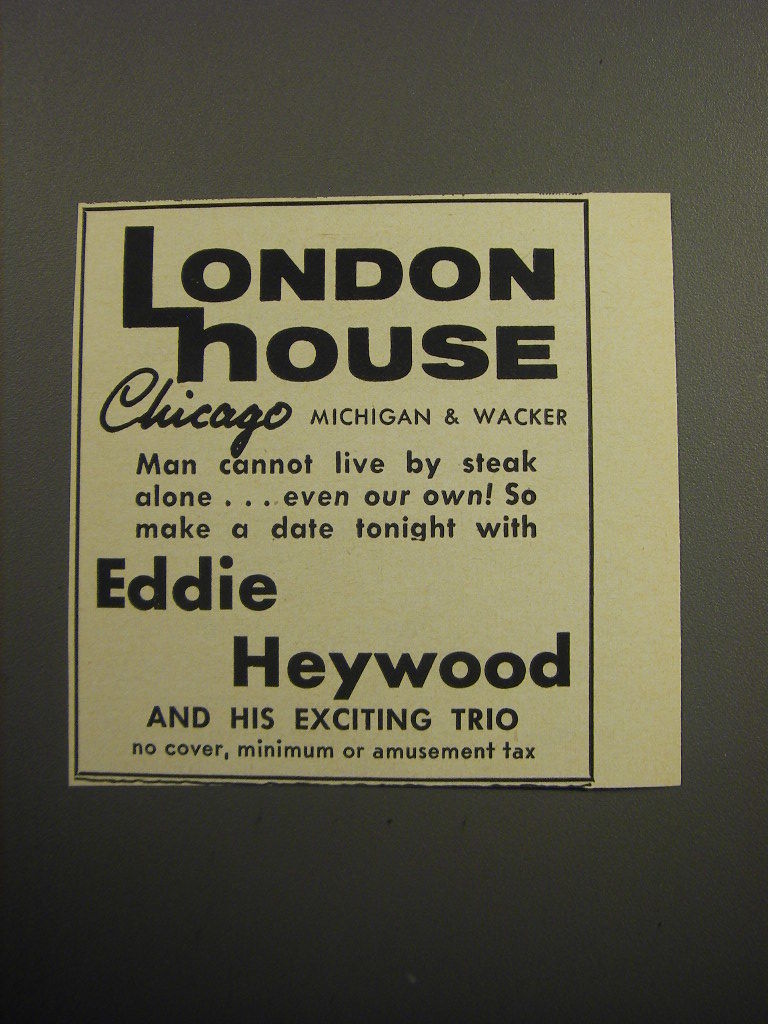 LONDON
hOUSE
Chicago MICHIGAN & WACKER
Man cannot live by steak
alone . . . even our own! So
make a date tonight with
Eddie
Heywood
AND HIS EXCITING TRIO
no cover, minimum or amusement tax